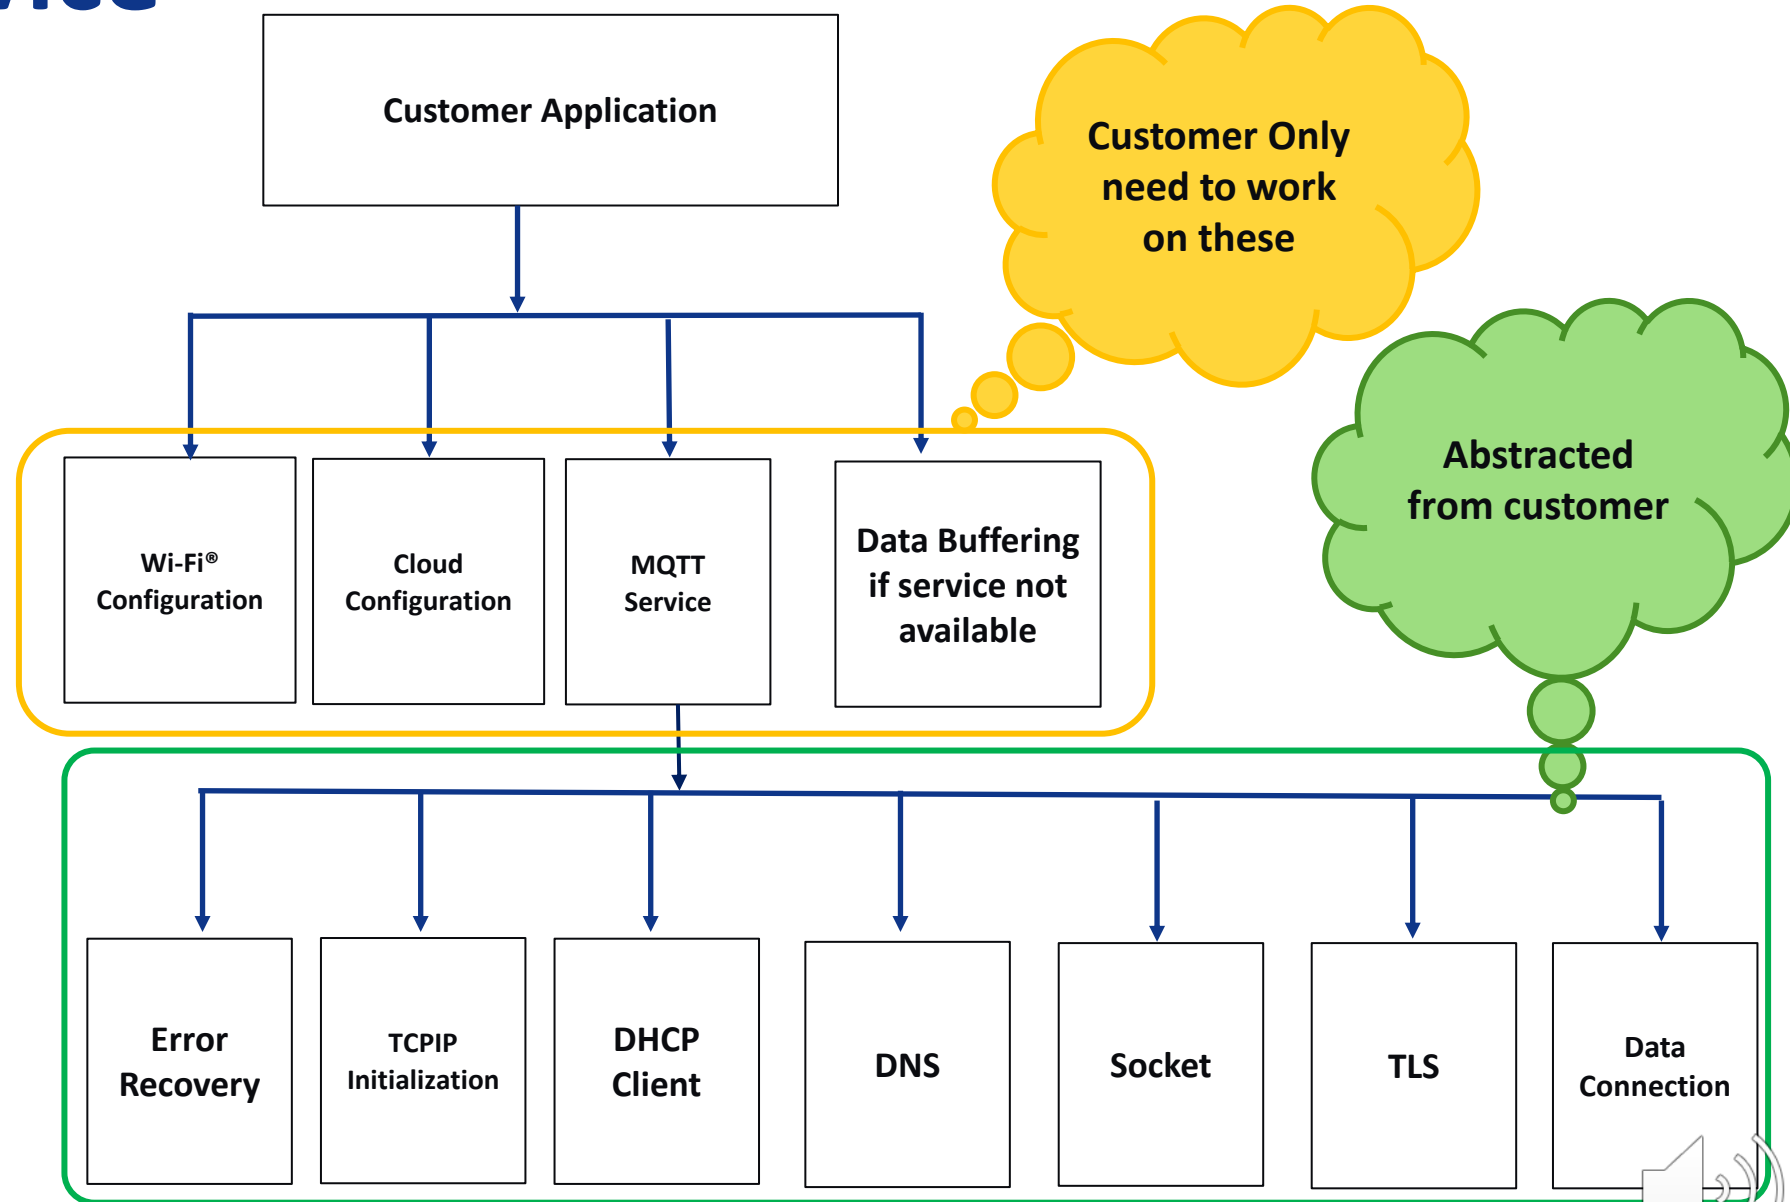 Customer Application
Customer Only
need to work
on these
Abstracted
from customer
Wi-Fi®
Configuration
Cloud
Configuration
MQTT
Service
Data Buffering
if service not
available
Error
Recovery
TCPIP
Initialization
DHCP
Client
DNS
Socket
TLS
Data
Connection